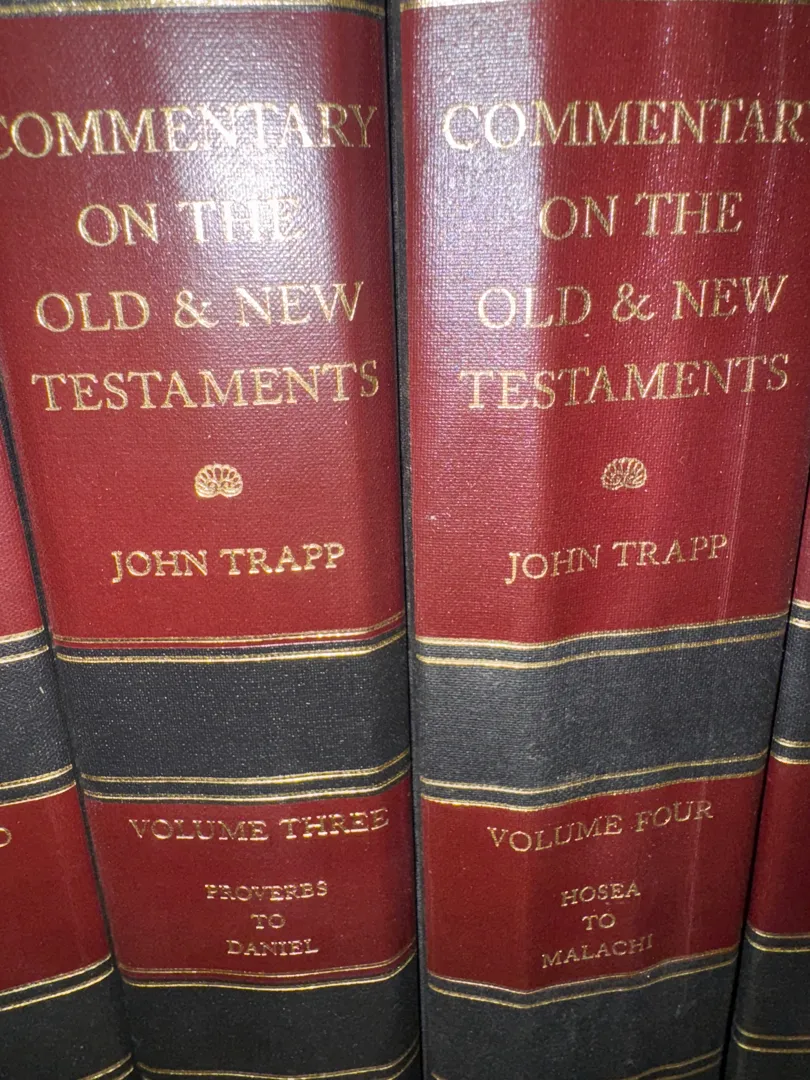 COMMENTARY
ON THE
OLD & NEW
TESTAMENTS
JOHN TRAPP
VOLUME THREE
PROVERBS
TO
DANIEL
COMMENTAR
ON THE
OLD & NEW
TESTAMENTS
JOHN TRAPP
VOLUME FOUR
HOSEA
TO
MALACHI